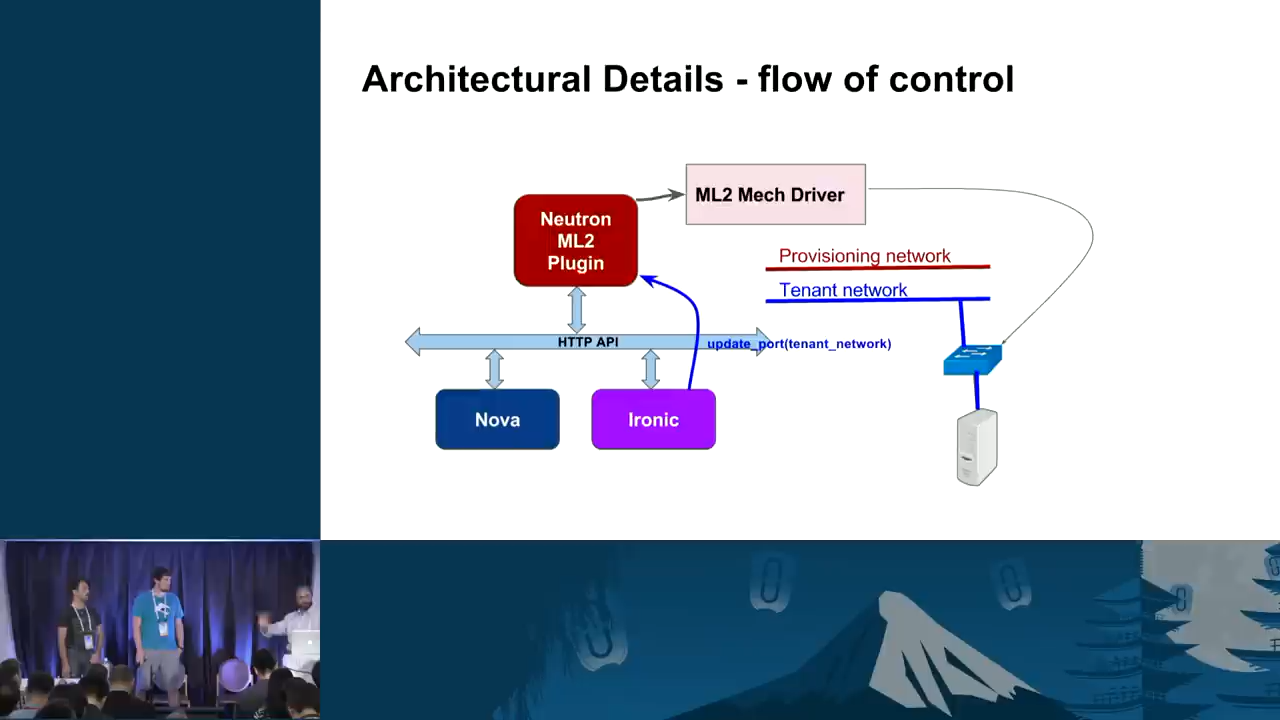 Architectural Details - flow of control
ML2 Mech Driver
Neutron
ML2
Plugin
Provisioning network
Tenant network
HTTP API
update_port(tenant_network)
Nova
Ironic